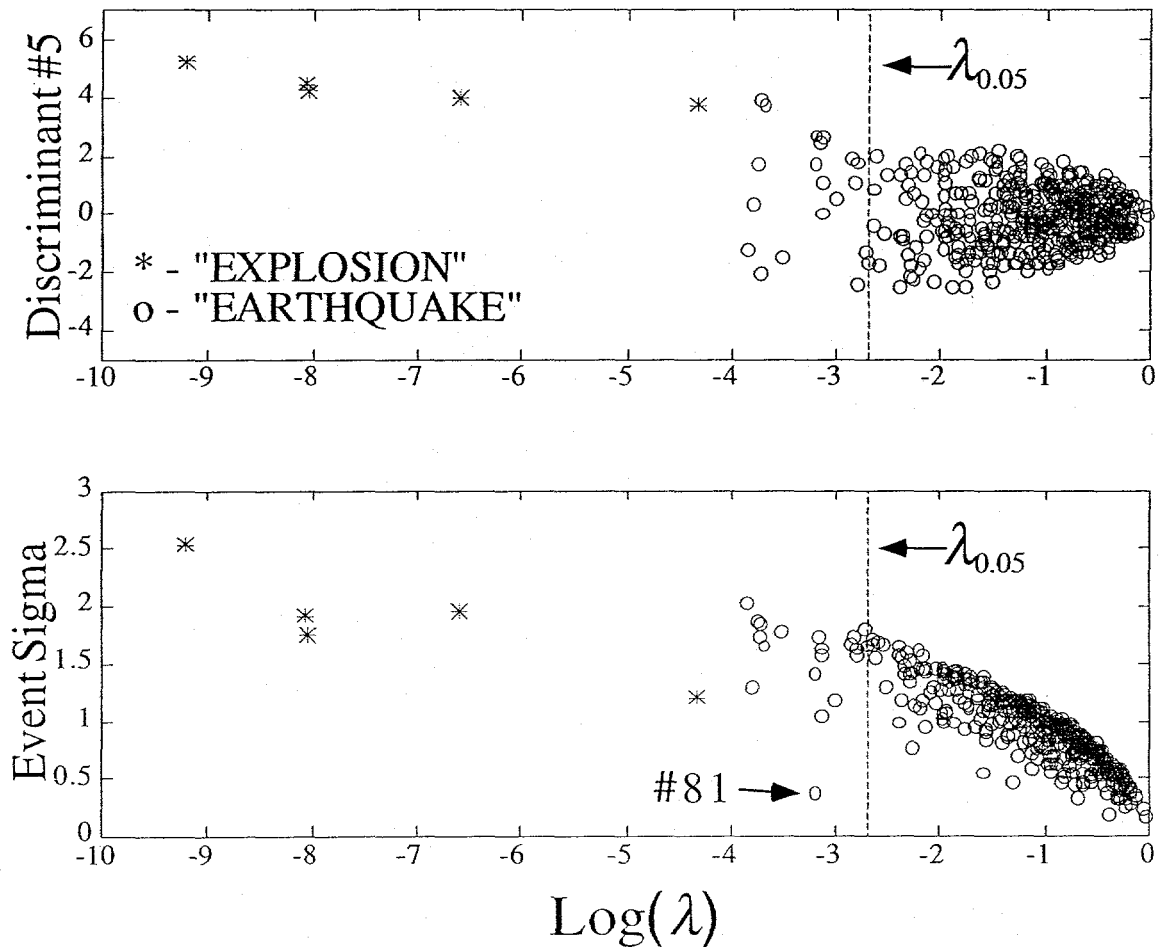 Discriminant #5
6
4
2
0
-2
-4
λ0.05
* - "EXPLOSION"
o - "EARTHQUAKE"
-10 -9 -8 -7 -6 -5 -4 -3 -2 -1 0
Event Sigma
3
2.5
2
1.5
1
0.5
0
λ0.05
#81
-10 -9 -8 -7 -6 -5 -4 -3 -2 -1 0
Log(λ)